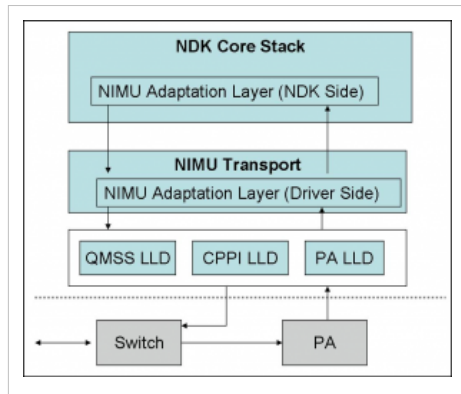 NDK Core Stack
NIMU Adaptation Layer (NDK Side)
NIMU Transport
NIMU Adaptation Layer (Driver Side)
QMSS LLD
CPPI LLD
PA LLD
Switch
PA